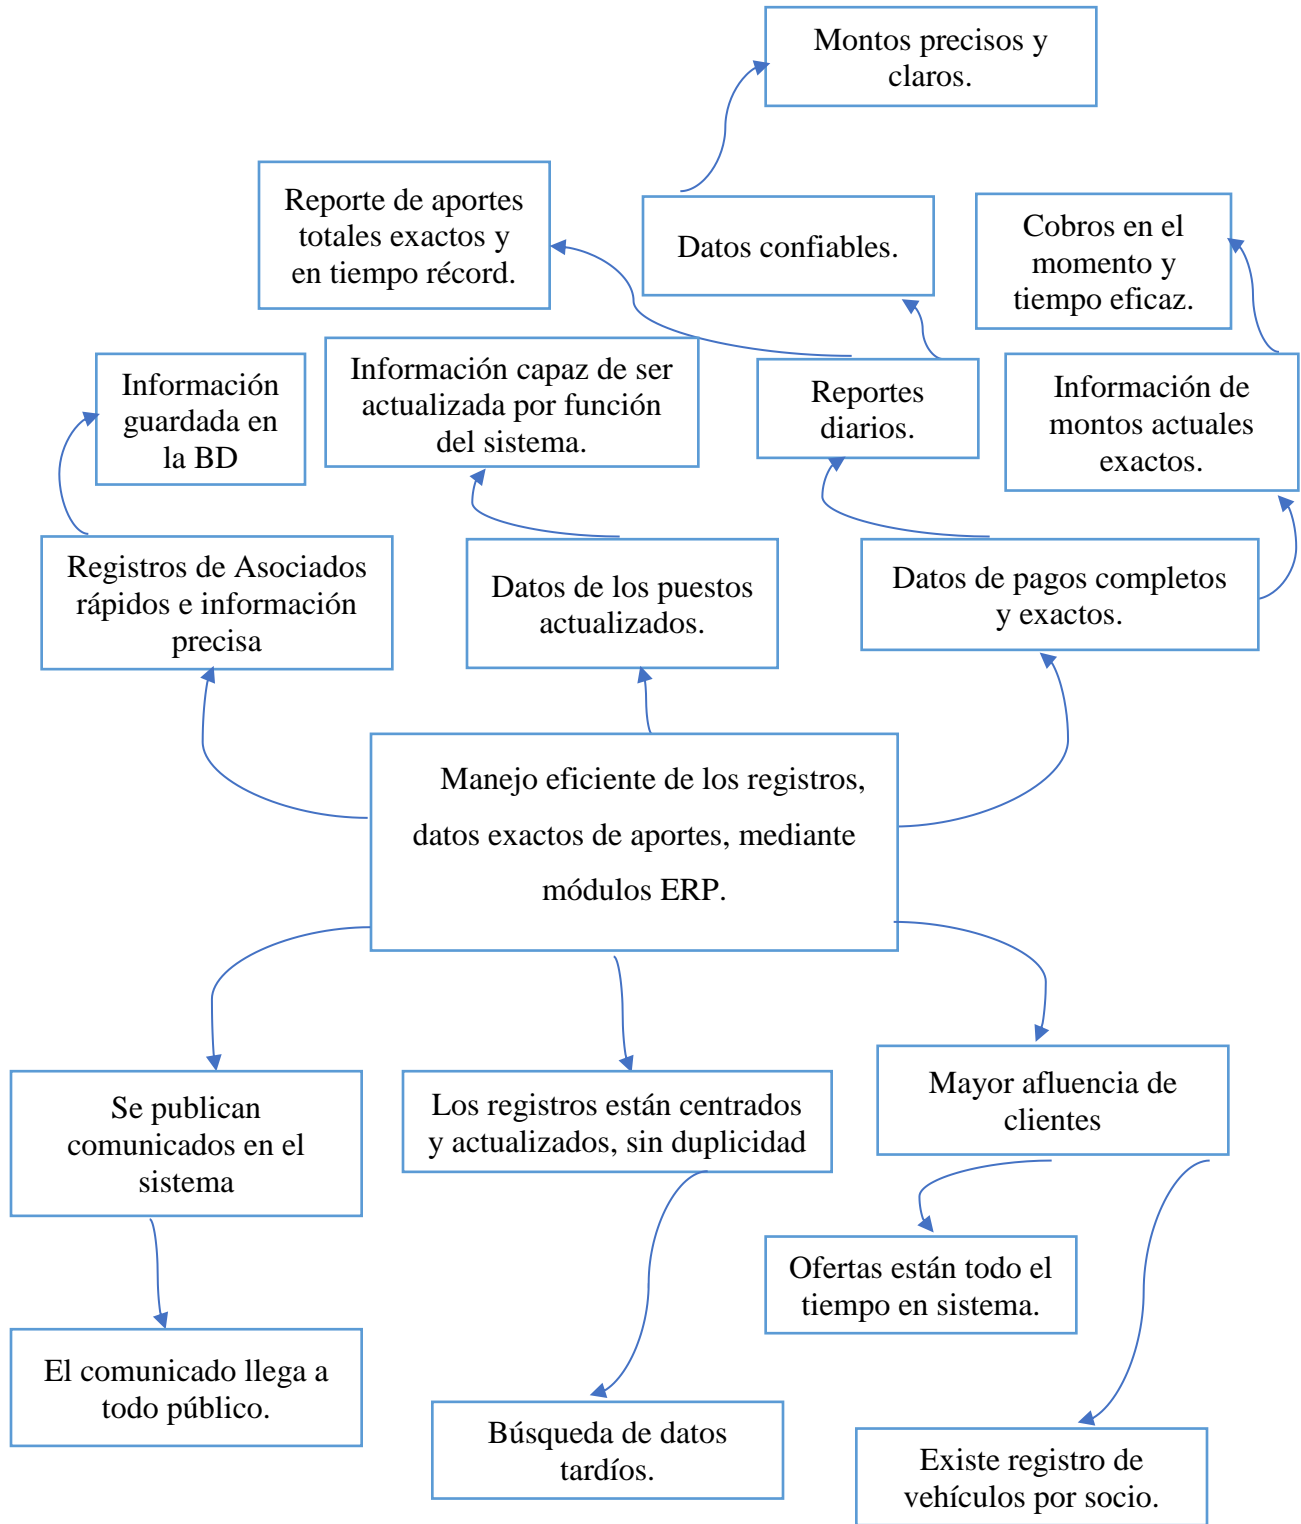 Montos precisos y
claros.
Reporte de aportes
totales exactos y
en tiempo récord.
Datos confiables.
Cobros en el
momento y
tiempo eficaz.
Información
guardada en
la BD
Información capaz de ser
actualizada por función
del sistema.
Reportes
diarios.
Información de
montos actuales
exactos.
Registros de Asociados
rápidos e información
precisa
Datos de los puestos
actualizados.
Datos de pagos completos
y exactos.
Manejo eficiente de los registros,
datos exactos de aportes, mediante
módulos ERP.
Se publican
comunicados en el
sistema
Los registros están centrados
y actualizados, sin duplicidad
Mayor afluencia de
clientes
Ofertas están todo el
tiempo en sistema.
El comunicado llega a
todo público.
Búsqueda de datos
tardíos.
Existe registro de
vehículos por socio.